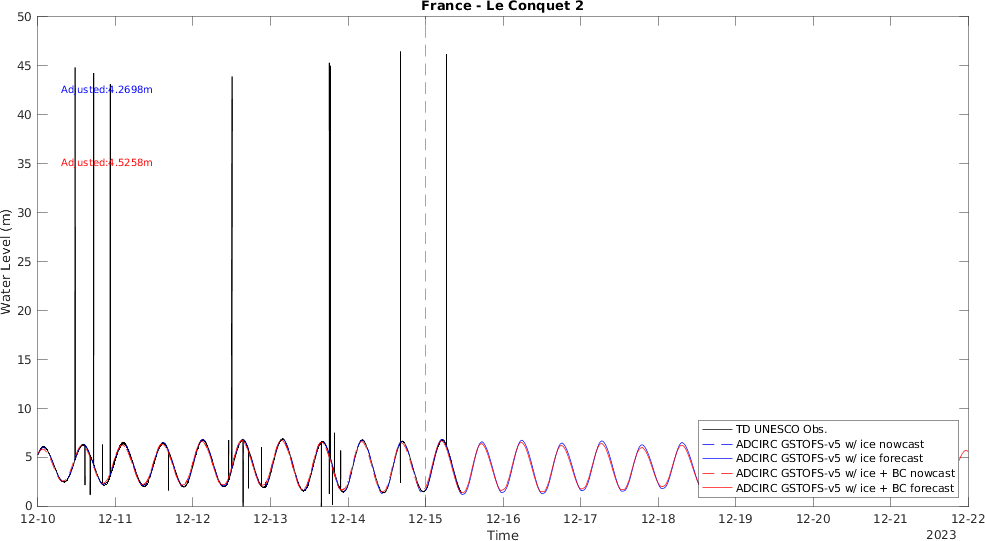 France - Le Conquet 2
50
45
40
35
30
25
20
15
10
5
0
Water Level (m)
Adjusted:4.2698m
Adjusted:4.5258m
TD UNESCO Obs.
ADCIRC GSTOFS-v5 w/ ice nowcast
ADCIRC GSTOFS-v5 w/ ice forecast
ADCIRC GSTOFS-v5 w/ ice + BC nowcast
ADCIRC GSTOFS-v5 w/ ice + BC forecast
12-10 12-11 12-12 12-13 12-14 12-15 12-16 12-17 12-18 12-19 12-20 12-21 12-22
Time
2023